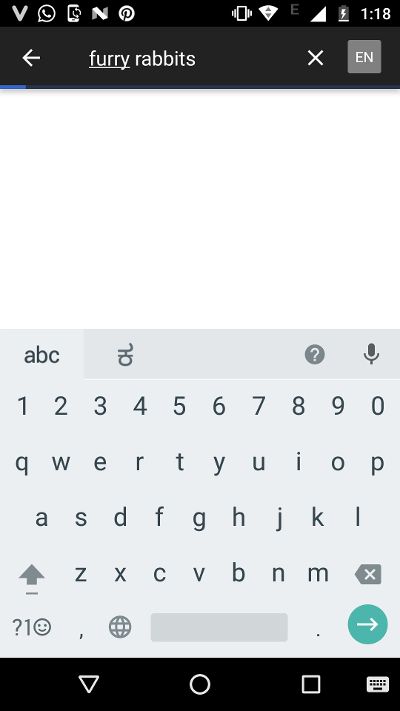 E 1:18
furry rabbits EN
abc ಕ
1 2 3 4 5 6 7 8 9 0
q w e r t y u i o p
a s d f g h j k l
z x c v b n m
?1☺ , .